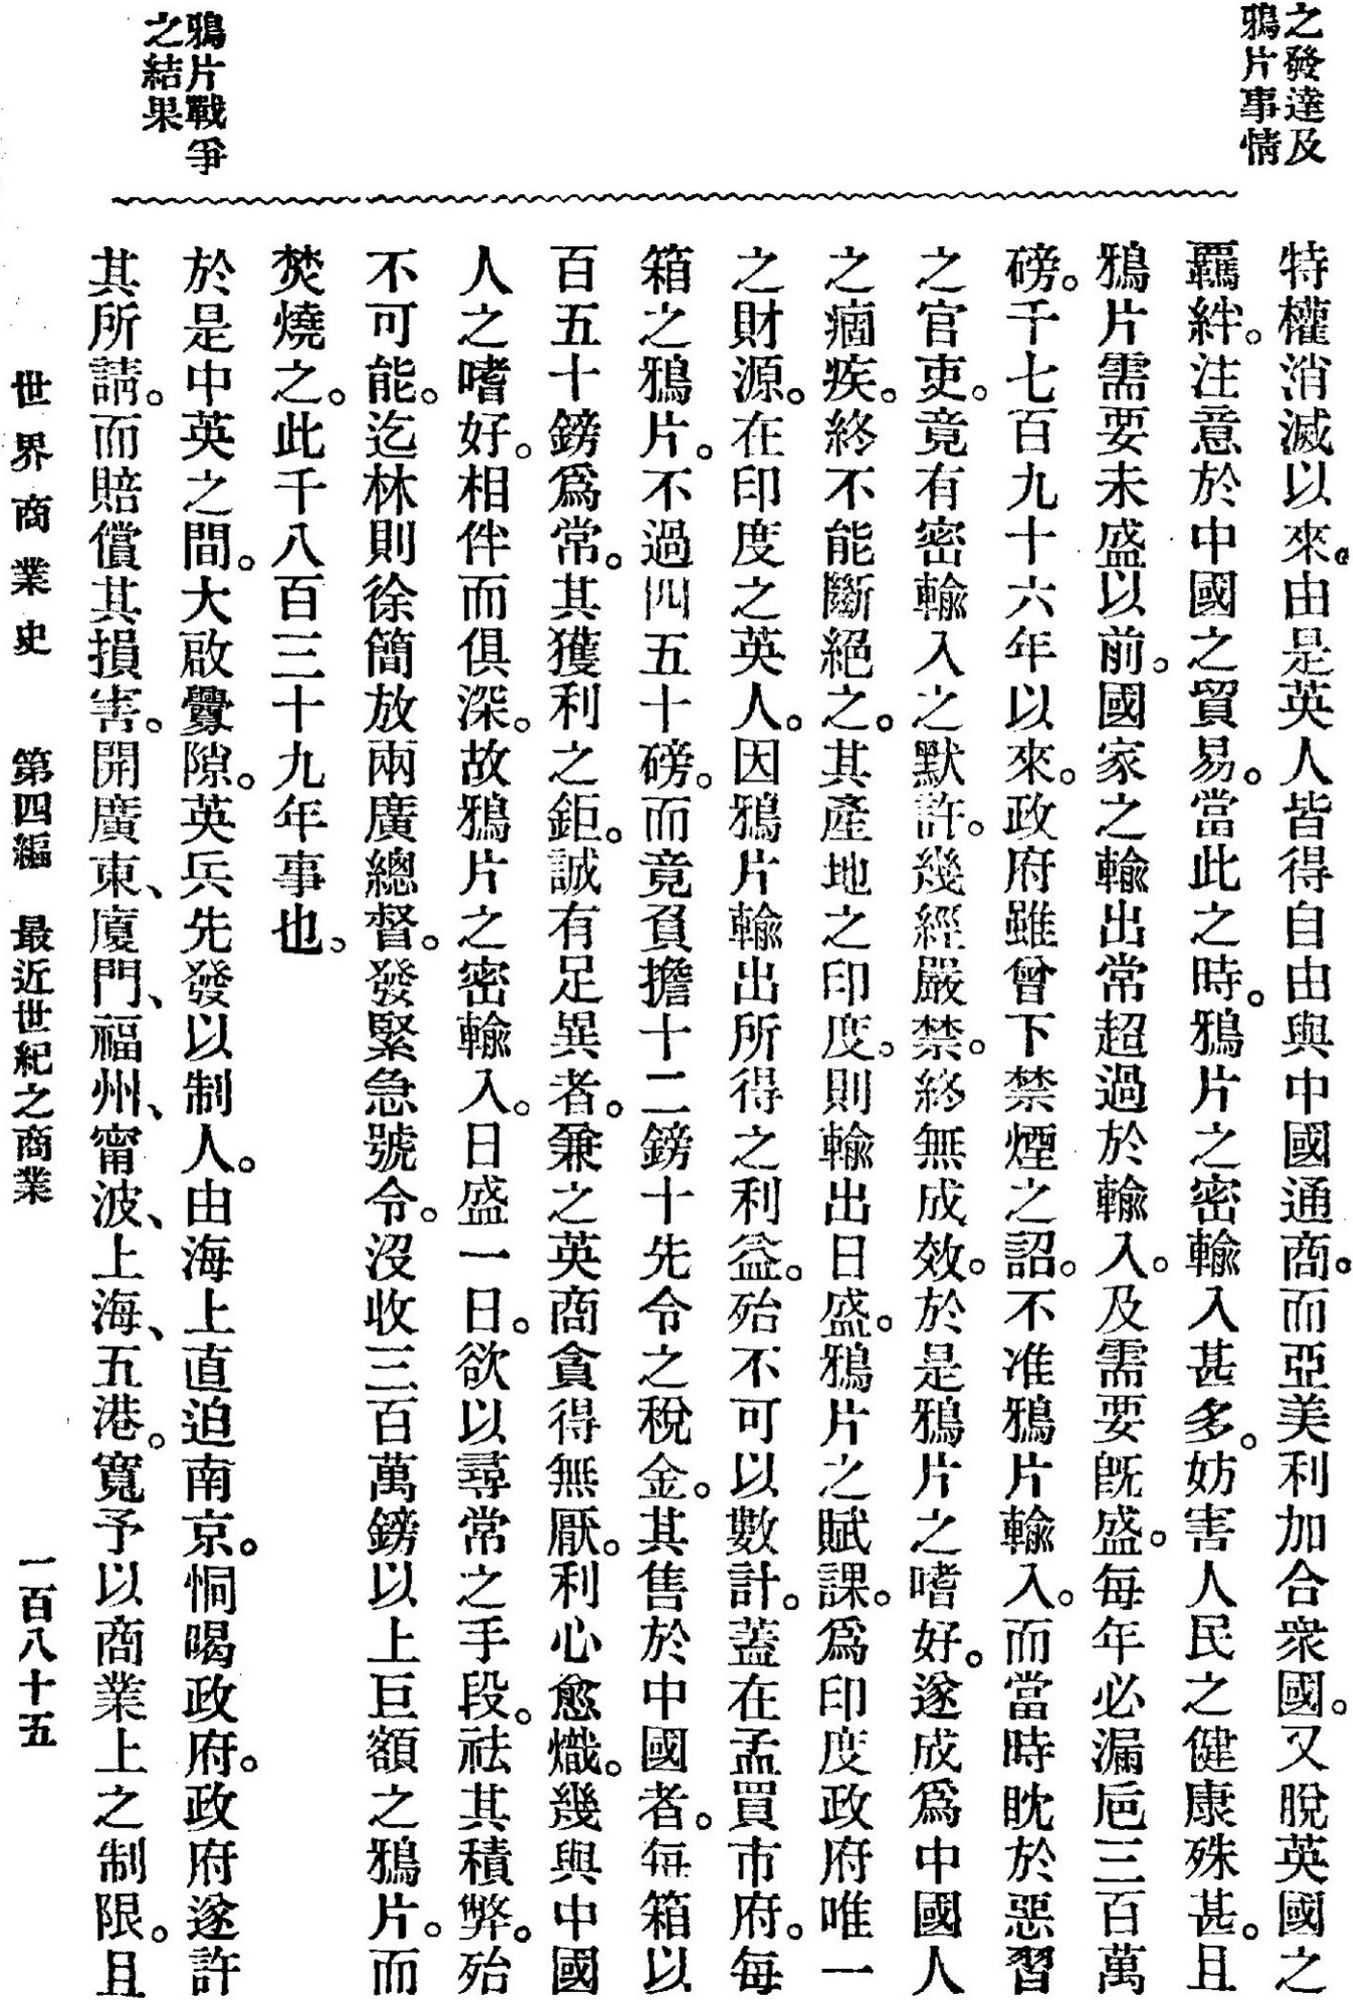 之發達及
鴉片事情
特權消滅以來。由是英人皆得自由與中國通商。而亞美利加合衆國。又脫英國之
羈絆。注意於中國之貿易。當此之時。鴉片之密輸入甚多。妨害人民之健康殊甚。且
鴉片需要未盛以前。國家之輸出常超過於輸入。及需要既盛。每年必漏巵三百萬
磅。千七百九十六年以來。政府雖曾下禁煙之詔。不准鴉片輸入。而當時眈於惡習
之官吏。竟有密輸入之默許。幾經嚴禁。終無成效。於是鴉片之嗜好。遂成爲中國人
之痼疾。終不能斷絕之。其產地之印度。則輸出日盛。鴉片之賦課。爲印度政府唯一
之財源。在印度之英人。因鴉片輸出所得之利益。殆不可以數計。蓋在孟買市府。每
箱之鴉片。不過四五十磅。而竟負擔十二鎊十先令之稅金。其售於中國者。每箱以
百五十鎊爲常。其獲利之鉅。誠有足異者。兼之英商貪得無厭。利心愈熾。幾與中國
人之嗜好。相伴而俱深。故鴉片之密輸入。日盛一日。欲以尋常之手段。祛其積弊。殆
不可能。迄林則徐簡放兩廣總督。發緊急號令。沒收三百萬鎊以上巨額之鴉片。而
焚燒之。此千八百三十九年事也。
鴉片戰爭
之結果
於是中英之間。大啟釁隙。英兵先發以制人。由海上直迫南京。恫喝政府。政府遂許
其所請。而賠償其損害。開廣東、廈門、福州、甯波、上海、五港。寬予以商業上之制限。且
世界商業史　第四編　最近世紀之商業　一百八十五